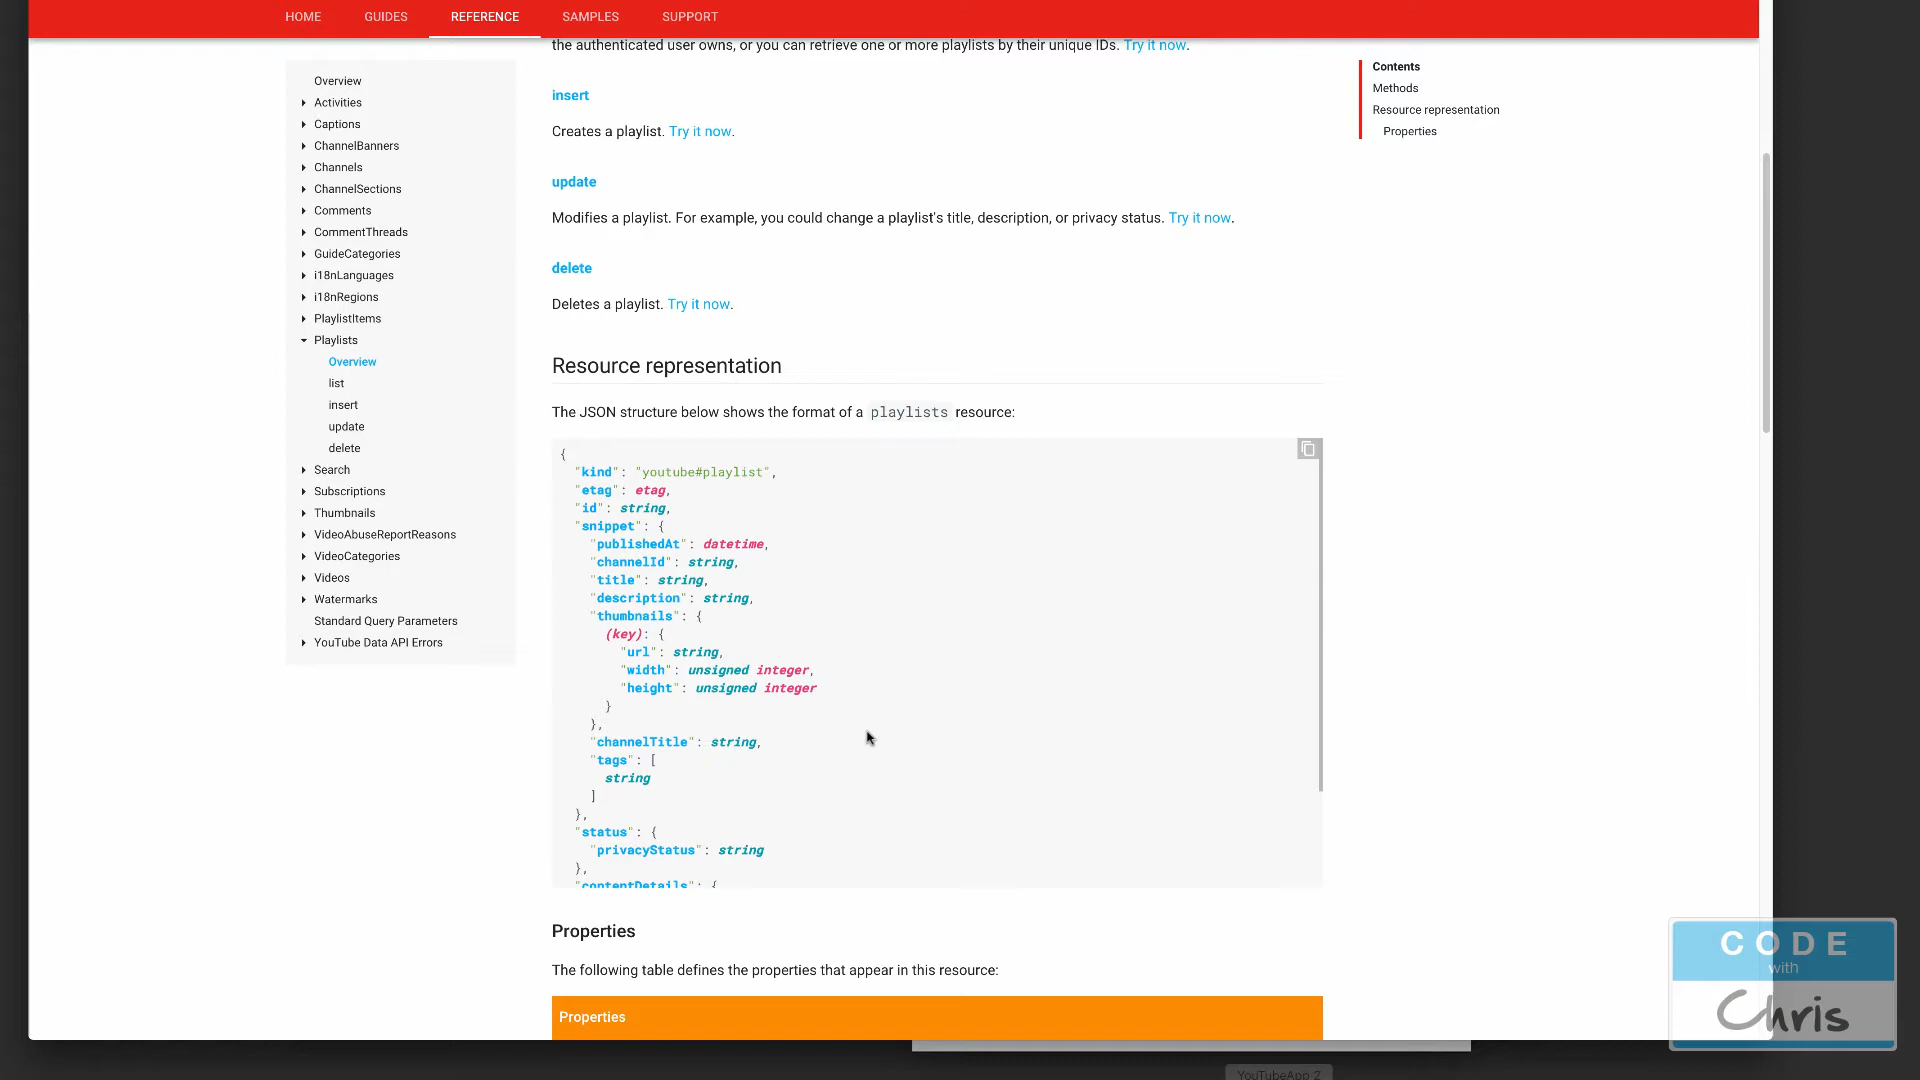 HOME GUIDES REFERENCE SAMPLES SUPPORT
the authenticated user owns, or you can retrieve one or more playlists by their unique IDs. Try it now.
Overview
Activities
Captions
ChannelBanners
Channels
ChannelSections
Comments
CommentThreads
GuideCategories
i18nLanguages
i18nRegions
PlaylistItems
Playlists
Overview
list
insert
update
delete
Search
Subscriptions
Thumbnails
VideoAbuseReportReasons
VideoCategories
Videos
Watermarks
Standard Query Parameters
YouTube Data API Errors
insert
Creates a playlist. Try it now.
update
Modifies a playlist. For example, you could change a playlist's title, description, or privacy status. Try it now.
delete
Deletes a playlist. Try it now.
Resource representation
The JSON structure below shows the format of a playlists resource:
{
"kind": "youtube#playlist",
"etag": etag,
"id": string,
"snippet": {
"publishedAt": datetime,
"channelId": string,
"title": string,
"description": string,
"thumbnails": {
(key): {
"url": string,
"width": unsigned integer,
"height": unsigned integer
}
},
"channelTitle": string,
"tags": [
string
]
},
"status": {
"privacyStatus": string
},
"contentDetails": {
Properties
The following table defines the properties that appear in this resource:
Properties
Contents
Methods
Resource representation
Properties
CODE
with
Chris
YouTubeApp 2